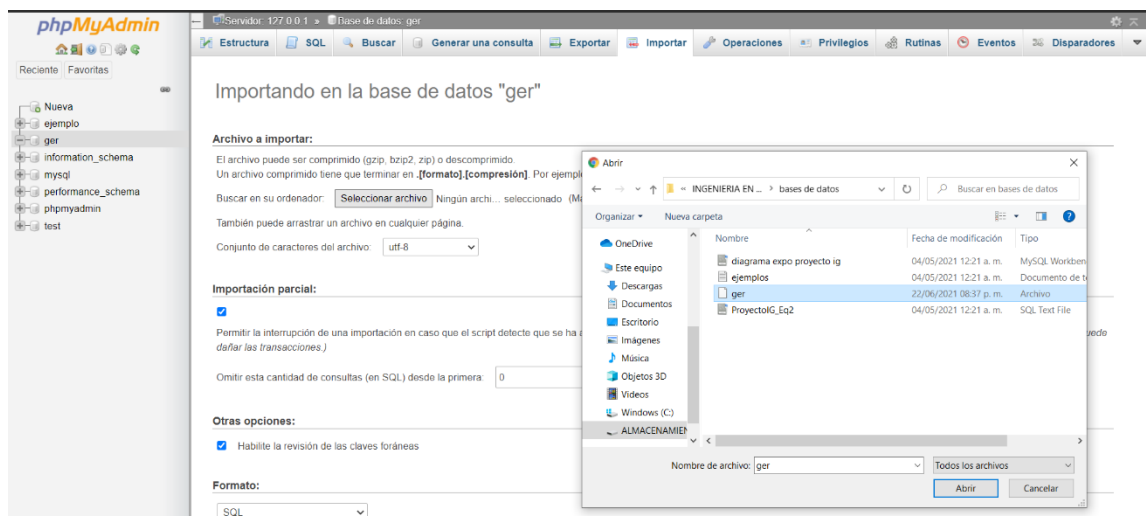 phpMyAdmin
Reciente Favoritas
Nueva
ejemplo
ger
information_schema
mysql
performance_schema
phpmyadmin
test
Servidor: 127.0.0.1 » Base de datos: ger
Estructura SQL Buscar Generar una consulta Exportar Importar Operaciones Privilegios Rutinas Eventos Disparadores
Importando en la base de datos "ger"
Archivo a importar:
El archivo puede ser comprimido (gzip, bzip2, zip) o descomprimido.
Un archivo comprimido tiene que terminar en .[formato].[compresión]. Por ejempl
Buscar en su ordenador: Seleccionar archivo Ningún archi... seleccionado (Má
También puede arrastrar un archivo en cualquier página.
Conjunto de caracteres del archivo: utf-8
Importación parcial:
Permitir la interrupción de una importación en caso que el script detecte que se ha
dañar las transacciones.)
Omitir esta cantidad de consultas (en SQL) desde la primera: 0
Otras opciones:
Habilite la revisión de las claves foráneas
Formato:
SQL
Abrir
« INGENIERIA EN ... › bases de datos
Buscar en bases de datos
Organizar Nueva carpeta
OneDrive
Este equipo
Descargas
Documentos
Escritorio
Imágenes
Música
Objetos 3D
Videos
Windows (C:)
ALMACENAMIEN
Nombre Fecha de modificación Tipo
diagrama expo proyecto ig 04/05/2021 12:21 a. m. MySQL Workben
ejemplos 04/05/2021 12:21 a. m. Documento de t
ger 22/06/2021 08:37 p. m. Archivo
ProyectoIG_Eq2 04/05/2021 12:21 a. m. SQL Text File
Nombre de archivo: ger Todos los archivos
Abrir Cancelar